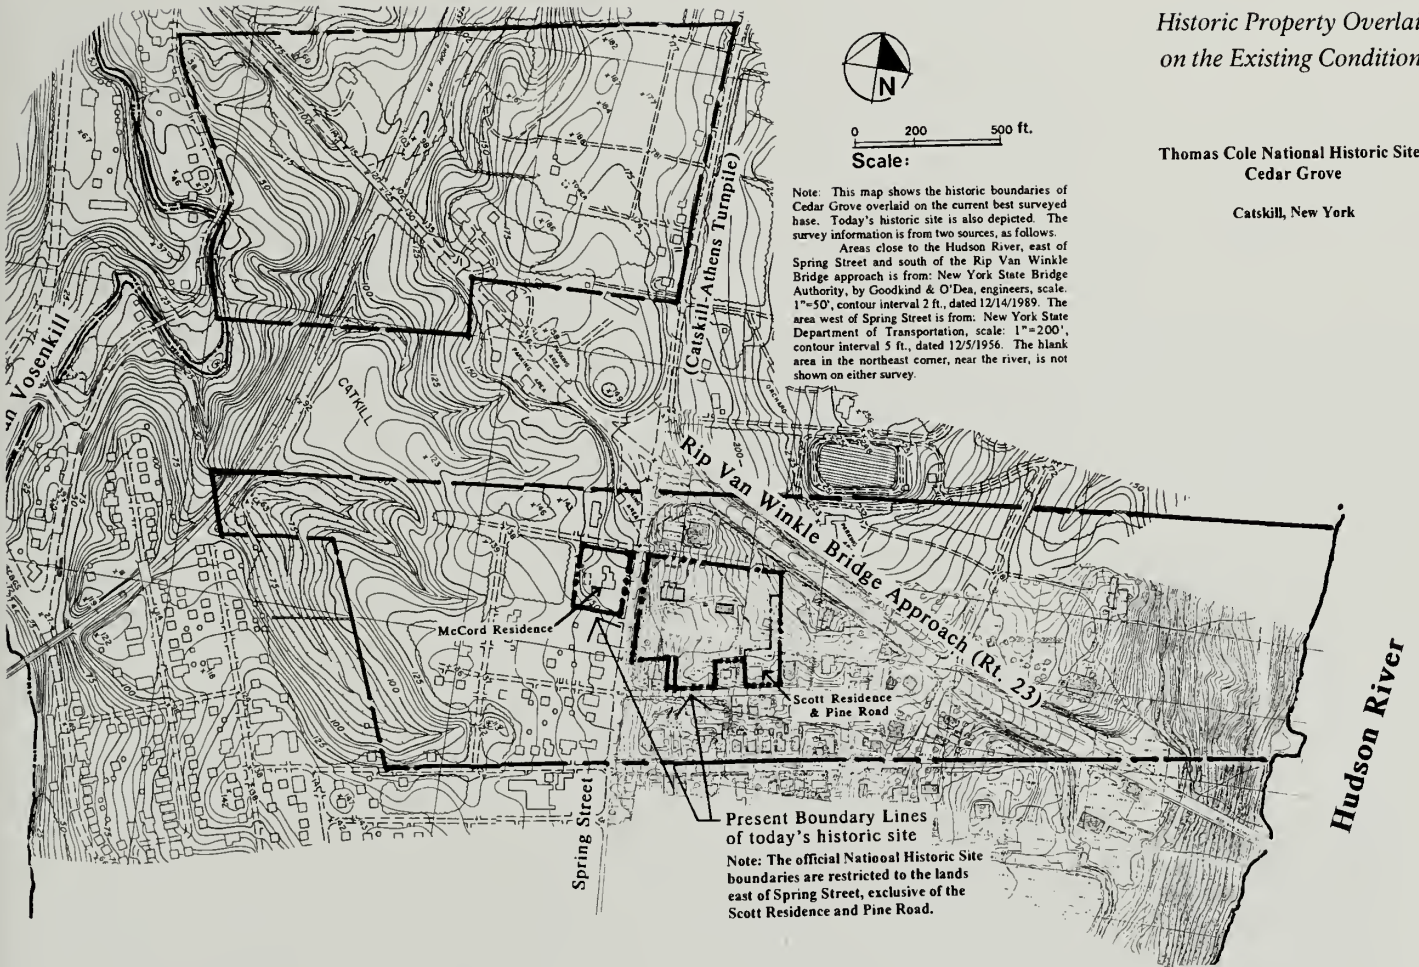 Historic Property Overlai
on the Existing Condition
Thomas Cole National Historic Site
Cedar Grove
Catskill, New York
N
0 200 500 ft.
Scale:
Note: This map shows the historic boundaries of
Cedar Grove overlaid on the current best surveyed
base. Today's historic site is also depicted. The
survey information is from two sources, as follows.
Areas close to the Hudson River, east of
Spring Street and south of the Rip Van Winkle
Bridge approach is from: New York State Bridge
Authority, by Goodkind & O'Dea, engineers, scale.
1"=50', contour interval 2 ft., dated 12/14/1989. The
area west of Spring Street is from: New York State
Department of Transportation, scale: 1"=200',
contour interval 5 ft., dated 12/5/1956. The blank
area in the northeast corner, near the river, is not
shown on either survey.
(Catskill-Athens Turnpile)
an Vosenkill
CATKILL
PARKING AREA
PARKING AREA
TOWER
ORCHARD
Rip Van Winkle Bridge Approach (Rt. 23)
McCord Residence
Scott Residence
& Pine Road
Hudson River
Spring Street
Present Boundary Lines
of today's historic site
Note: The official Natiooal Historic Site
boundaries are restricted to the lands
east of Spring Street, exclusive of the
Scott Residence and Pine Road.